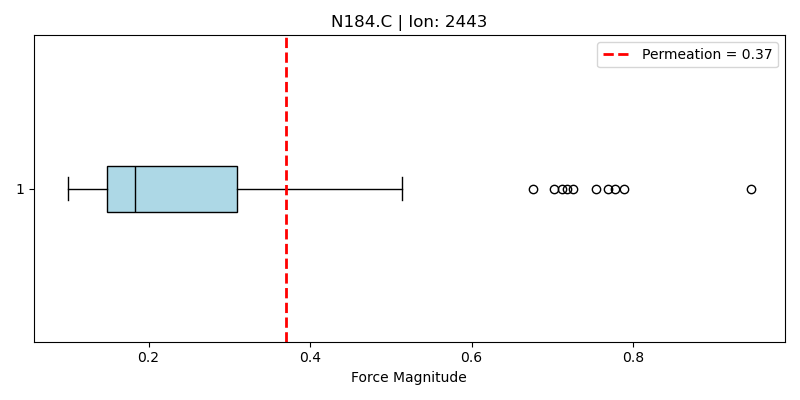 N184.C | Ion: 2443
Permeation = 0.37
1
0.2 0.4 0.6 0.8
Force Magnitude